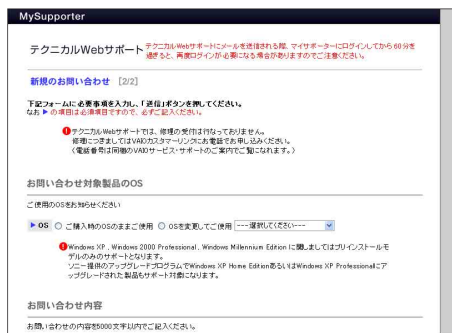 MySupporter
テクニカルWebサポート
テクニカルWebサポートにメールを送信される際、マイサポーターにログインしてから60分を
過ぎると、再度ログインが必要になる場合がありますのでご注意ください。
新規のお問い合わせ [2/2]
下記フォームに必要事項を入力し、「送信」ボタンを押してください。
なお ▶ の項目は必須項目ですので、必ずご記入ください。
テクニカルWebサポートでは、修理の受付は行なっておりません。
修理につきましてはVAIOカスタマーリンクにお電話でお申し込みください。
(電話番号は同梱のVAIOサービス・サポートのご案内でご覧になれます。)
お問い合わせ対象製品のOS
ご使用のOSをお知らせください
▶ OS ご購入時のOSのままご使用 OSを変更してご使用 ---選択してください---
Windows XP , Windows 2000 Professional , Windows Millennium Edition に関しましてはプリインストールモ
デルのみのサポートとなります。
ソニー提供のアップグレードプログラムでWindows XP Home EditionあるいはWindows XP Professionalにア
ップグレードされた製品もサポート対象になります。
お問い合わせ内容
お問い合わせの内容を5000文字以内でご記入ください。